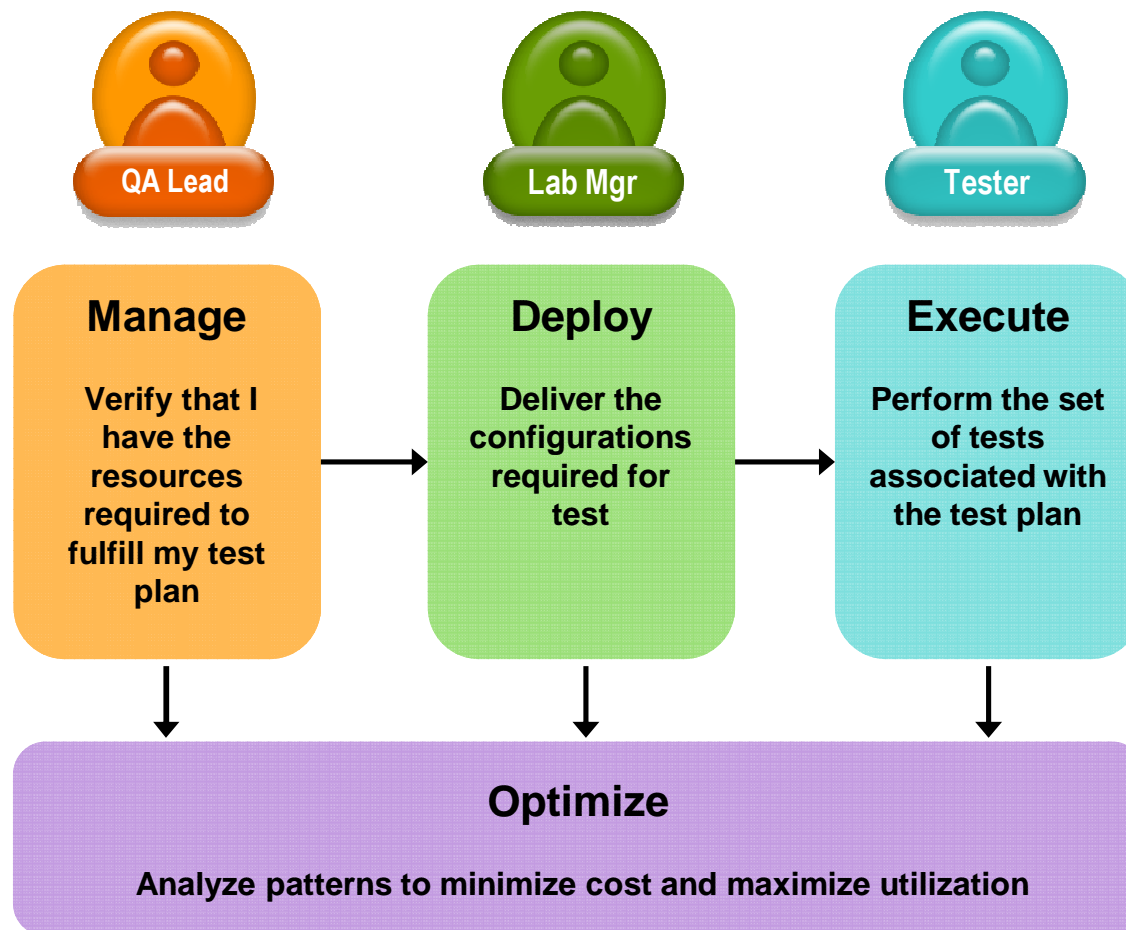 QA Lead
Lab Mgr
Tester
Manage
Verify that I
have the
resources
required to
fulfill my test
plan
Deploy
Deliver the
configurations
required for
test
Execute
Perform the set
of tests
associated with
the test plan
Optimize
Analyze patterns to minimize cost and maximize utilization